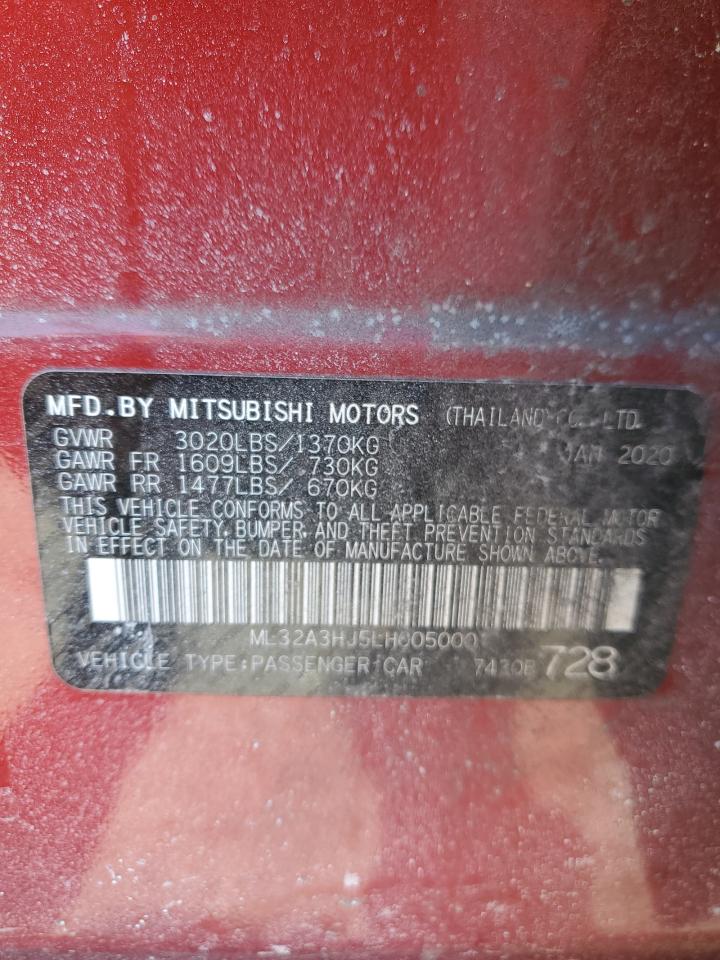 MFD.BY MITSUBISHI MOTORS (THAILAND) CO.,LTD.
GVWR 3020LBS/1370KG JAN 2020
GAWR FR 1609LBS/ 730KG
GAWR RR 1477LBS/ 670KG
THIS VEHICLE CONFORMS TO ALL APPLICABLE FEDERAL MOTOR
VEHICLE SAFETY, BUMPER, AND THEFT PREVENTION STANDARDS
IN EFFECT ON THE DATE OF MANUFACTURE SHOWN ABOVE.
ML32A3HJ5LH005000
VEHICLE TYPE:PASSENGER CAR 728